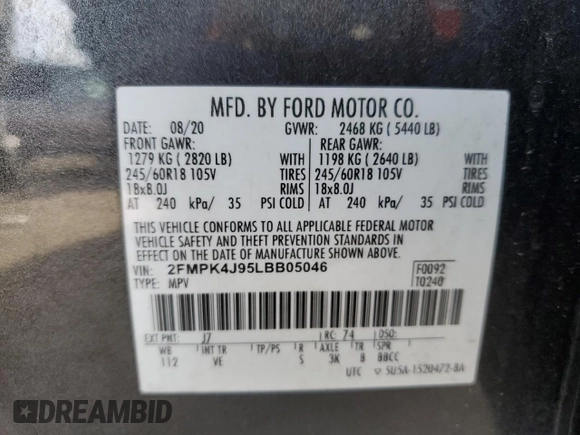 MFD. BY FORD MOTOR CO.
DATE: 08/20 GVWR: 2468 KG ( 5440 LB)
FRONT GAWR: REAR GAWR:
1279 KG ( 2820 LB) WITH 1198 KG ( 2640 LB) WITH
245/60R18 105V TIRES 245/60R18 105V TIRES
18x8.0J RIMS 18x8.0J RIMS
AT 240 kPa/ 35 PSI COLD AT 240 kPa/ 35 PSI COLD
THIS VEHICLE CONFORMS TO ALL APPLICABLE FEDERAL MOTOR
VEHICLE SAFETY AND THEFT PREVENTION STANDARDS IN
EFFECT ON THE DATE OF MANUFACTURE SHOWN ABOVE.
VIN: 2FMPK4J95LBB05046 F0092
TYPE: MPV T0240
EXT PNT: J7 RC: 74 DSO:
WB INT TR TP/PS R AXLE TR SPR
112 VE S 3K 8 BBCC
UTC 5U5A-1520472-BA
DREAMBID